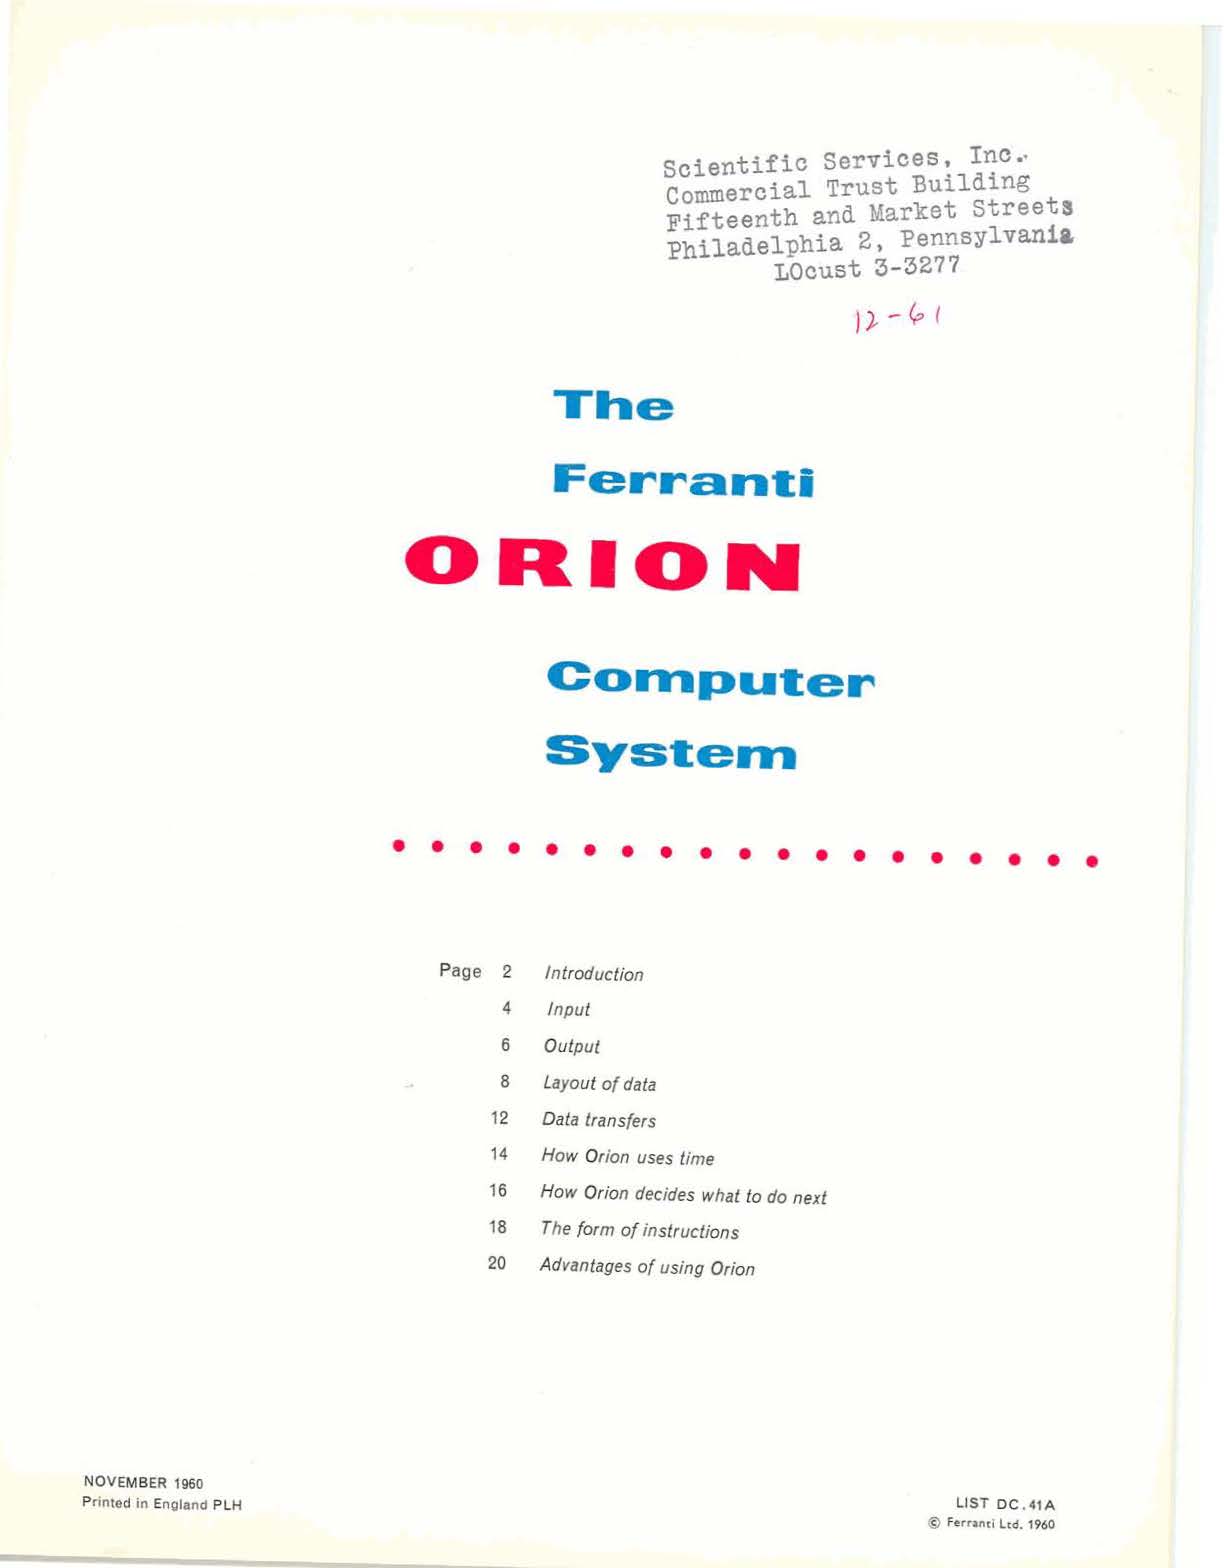 Scientific Services, Inc.
Commercial Trust Building
Fifteenth and Market Streets
Philadelphia 2, Pennsylvania
LOcust 3-3277
12-61
The
Ferranti
ORION
Computer
System
Page 2 Introduction
4 Input
6 Output
8 Layout of data
12 Data transfers
14 How Orion uses time
16 How Orion decides what to do next
18 The form of instructions
20 Advantages of using Orion
NOVEMBER 1960
Printed in England PLH
LIST DC.41A
© Ferranti Ltd. 1960